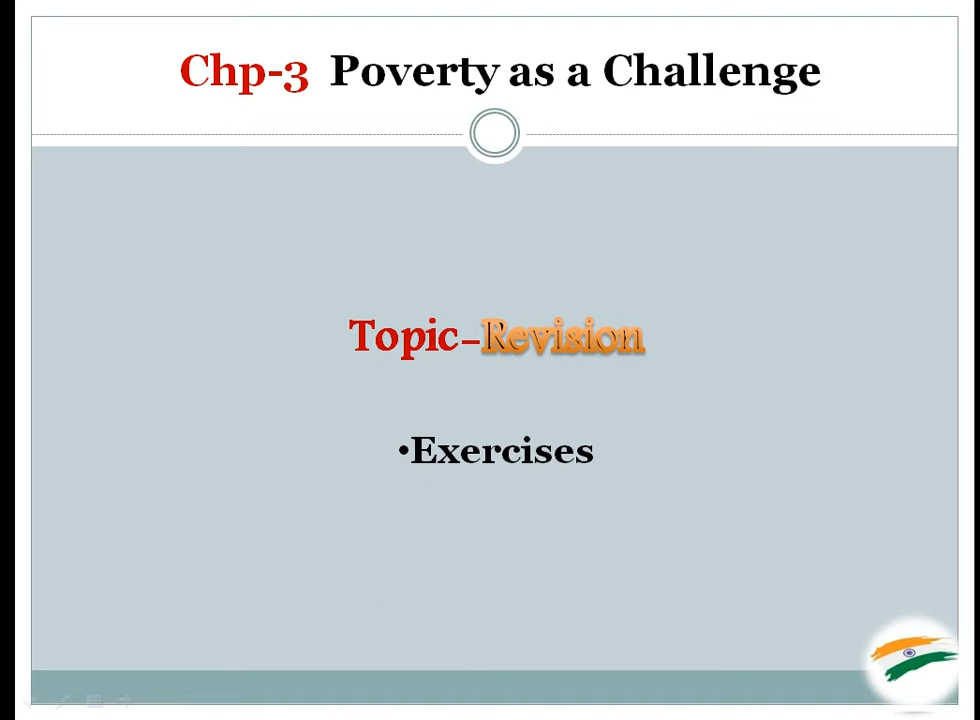 Chp-3 Poverty as a Challenge
Topic-Revision
•Exercises